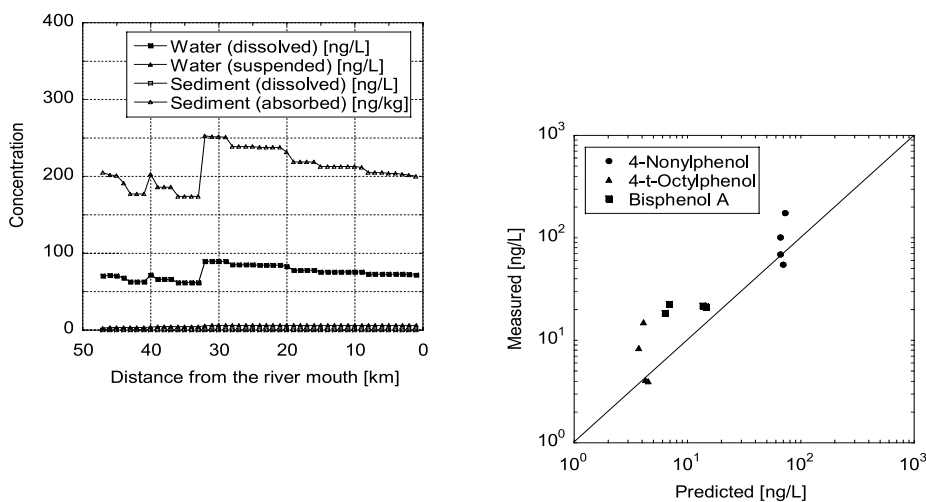 400
300
200
100
0
Concentration
Water (dissolved) [ng/L]
Water (suspended) [ng/L]
Sediment (dissolved) [ng/L]
Sediment (absorbed) [ng/kg]
50 40 30 20 10 0
Distance from the river mouth [km]
10³
10²
10¹
10⁰
Measured [ng/L]
4-Nonylphenol
4-t-Octylphenol
Bisphenol A
10⁰ 10¹ 10² 10³
Predicted [ng/L]